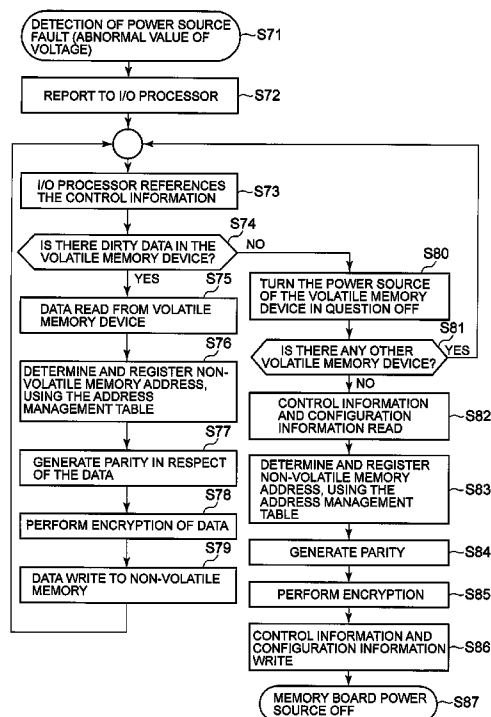 DETECTION OF POWER SOURCE
FAULT (ABNORMAL VALUE OF
VOLTAGE)
S71
REPORT TO I/O PROCESSOR
S72
I/O PROCESSOR REFERENCES
THE CONTROL INFORMATION
S73
S74
IS THERE DIRTY DATA IN THE
VOLATILE MEMORY DEVICE?
NO
YES
S75
DATA READ FROM VOLATILE
MEMORY DEVICE
S76
DETERMINE AND REGISTER NON-
VOLATILE MEMORY ADDRESS,
USING THE ADDRESS
MANAGEMENT TABLE
S77
GENERATE PARITY IN RESPECT
OF THE DATA
S78
PERFORM ENCRYPTION OF DATA
S79
DATA WRITE TO NON-VOLATILE
MEMORY
S80
TURN THE POWER SOURCE
OF THE VOLATILE MEMORY
DEVICE IN QUESTION OFF
S81
IS THERE ANY OTHER
VOLATILE MEMORY DEVICE?
YES
NO
CONTROL INFORMATION
AND CONFIGURATION
INFORMATION READ
S82
DETERMINE AND REGISTER
NON-VOLATILE MEMORY
ADDRESS, USING THE
ADDRESS MANAGEMENT
TABLE
S83
GENERATE PARITY
S84
PERFORM ENCRYPTION
S85
CONTROL INFORMATION AND
CONFIGURATION INFORMATION
WRITE
S86
MEMORY BOARD POWER
SOURCE OFF
S87